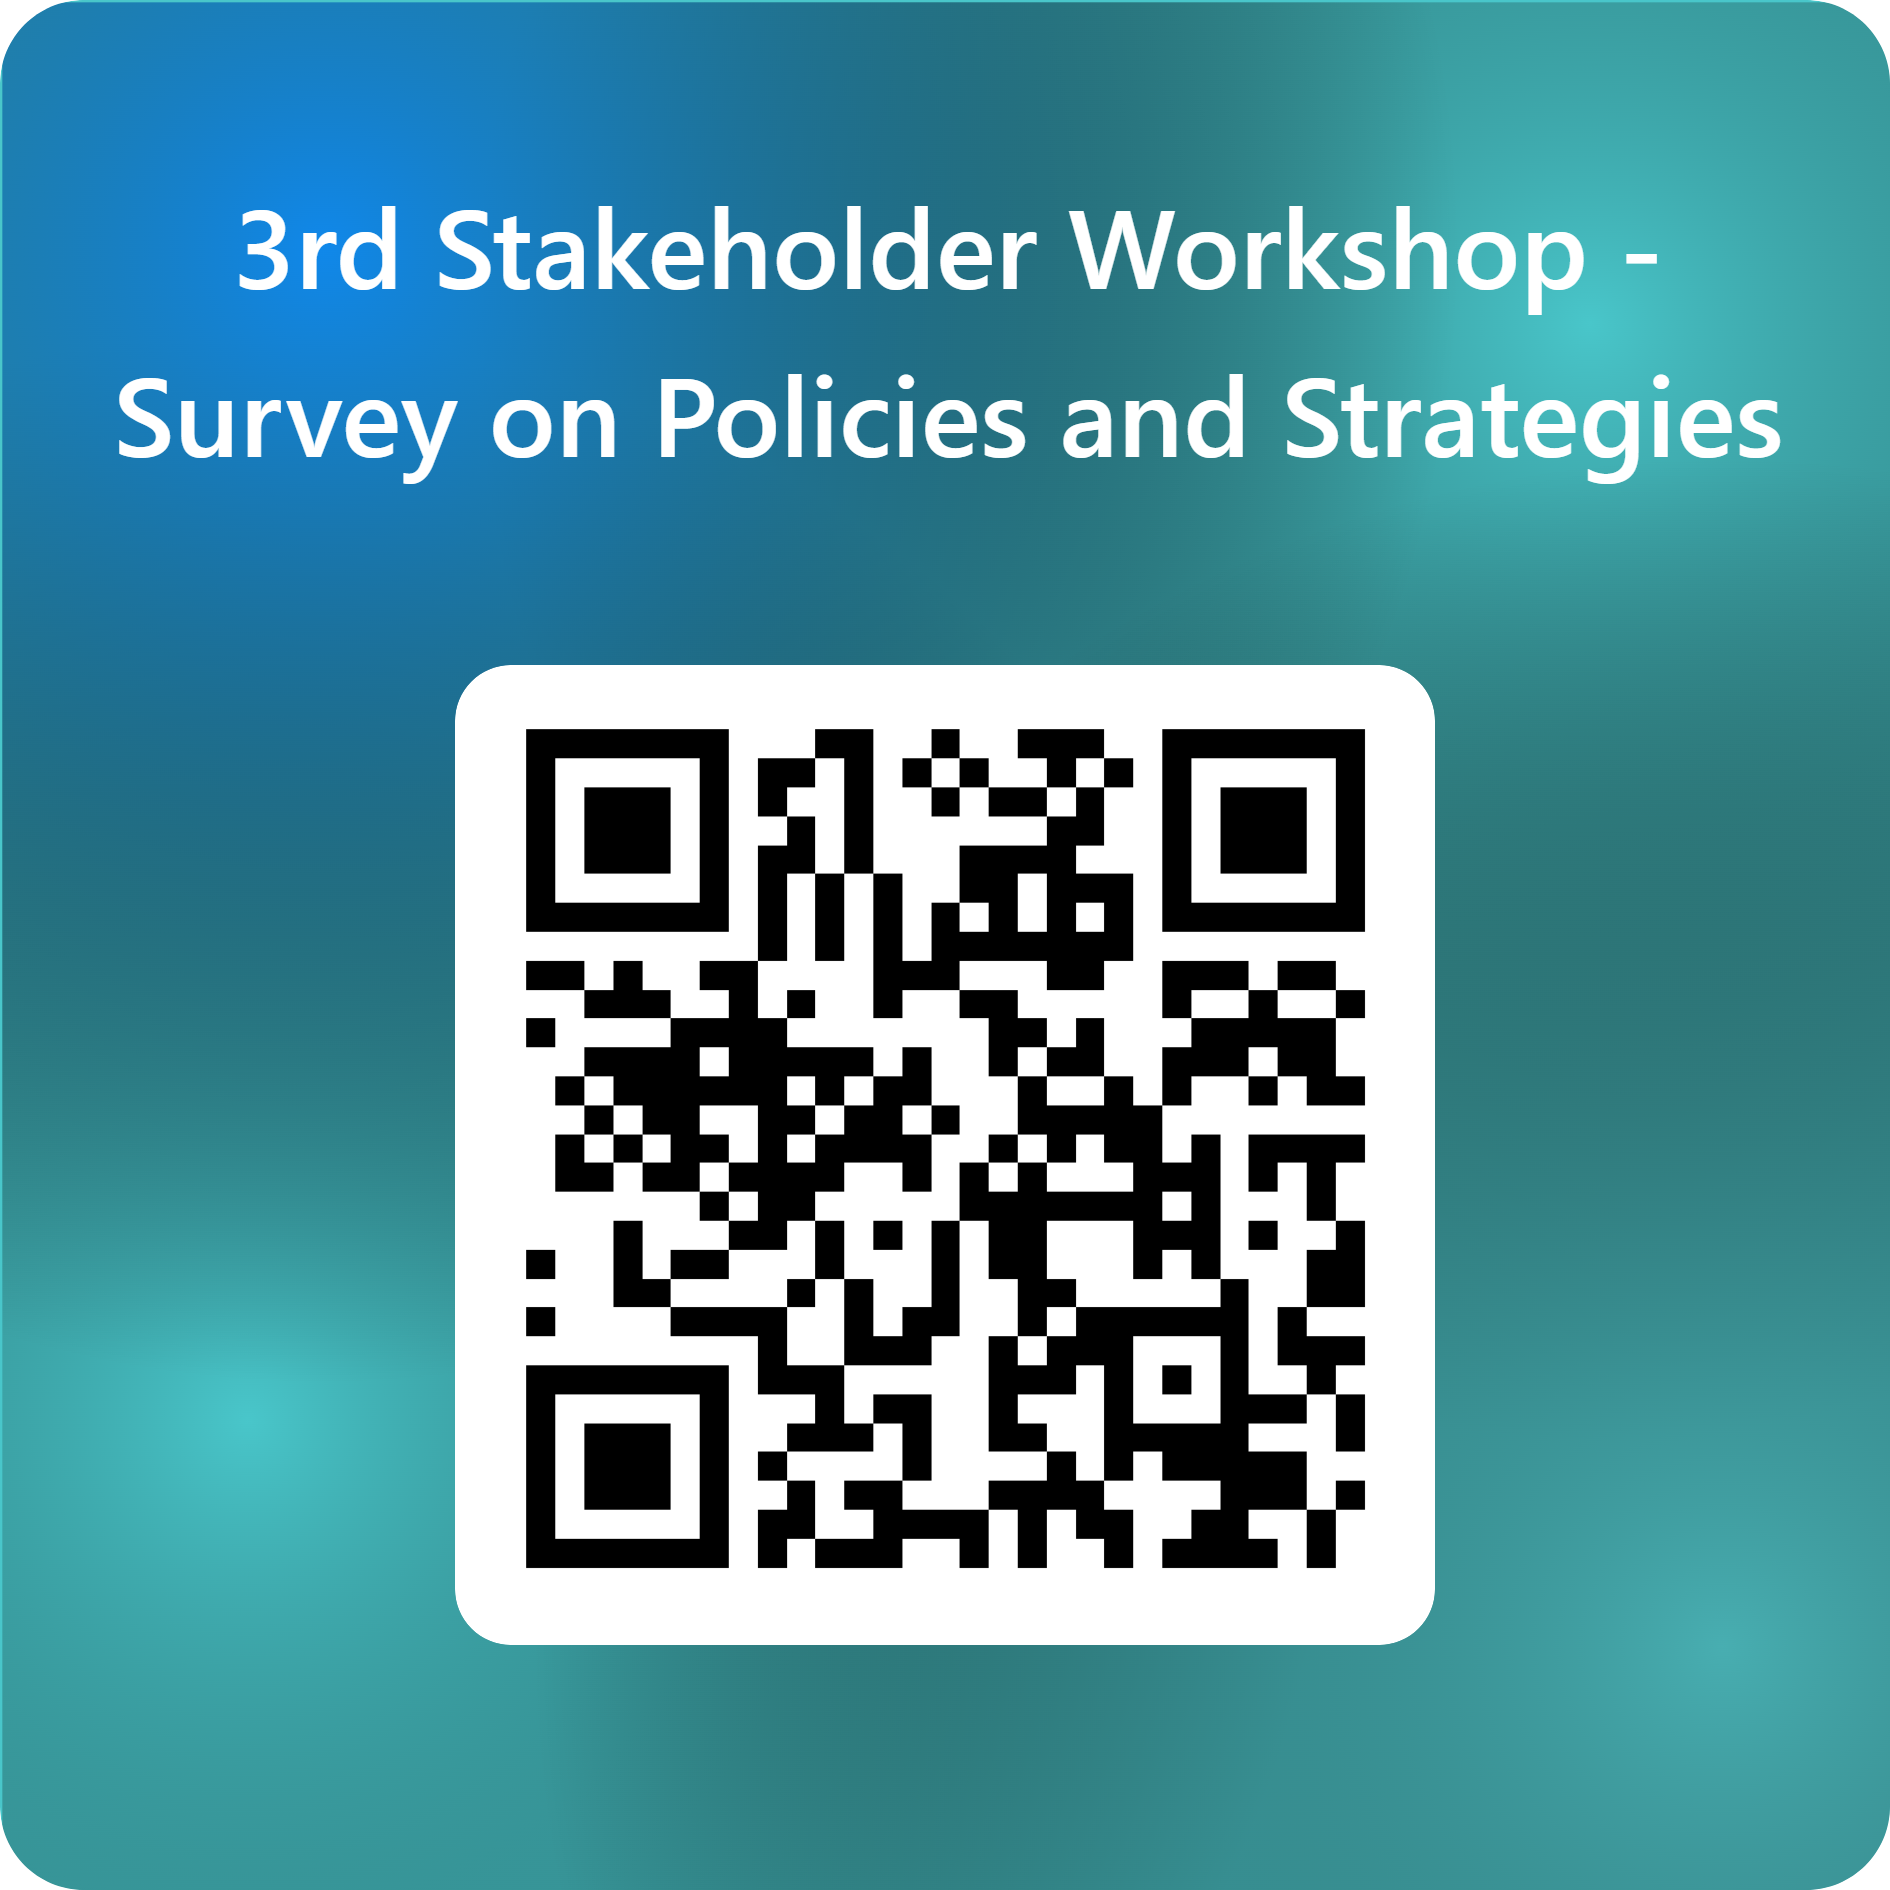 3rd Stakeholder Workshop -
Survey on Policies and Strategies